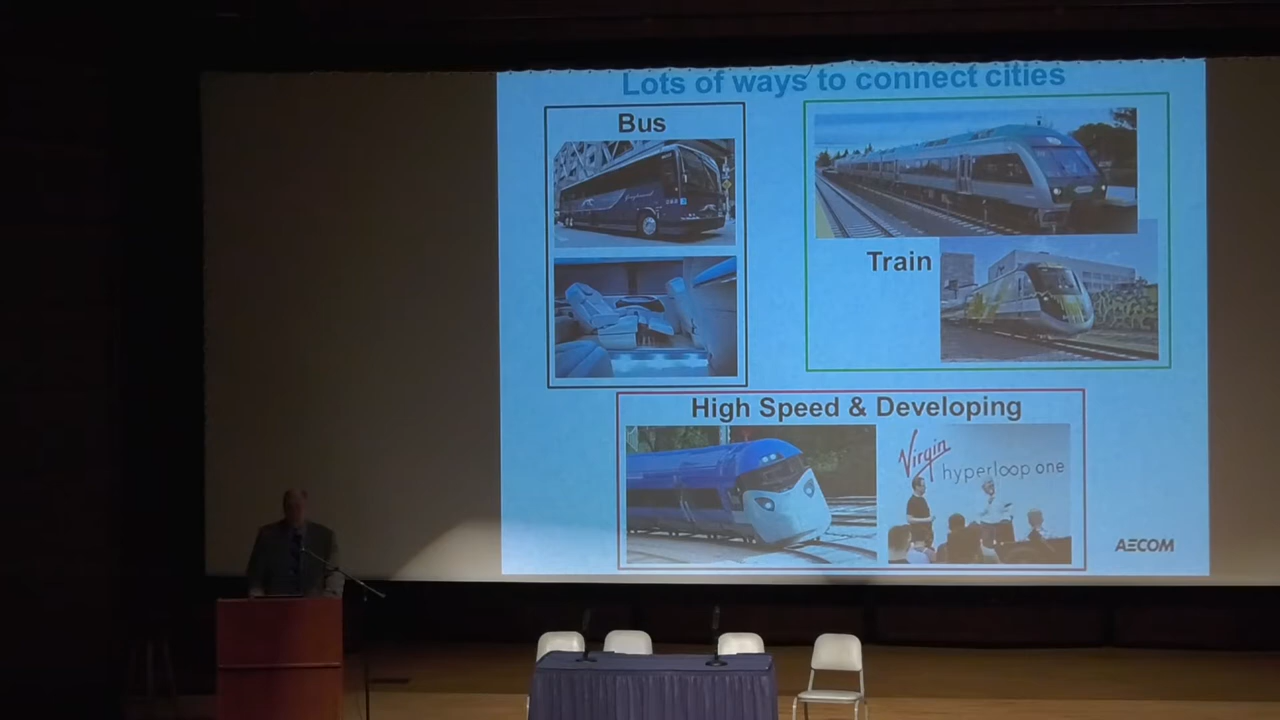 Lots of ways to connect cities
Bus
Train
High Speed & Developing
Virgin
hyperloop one
AECOM